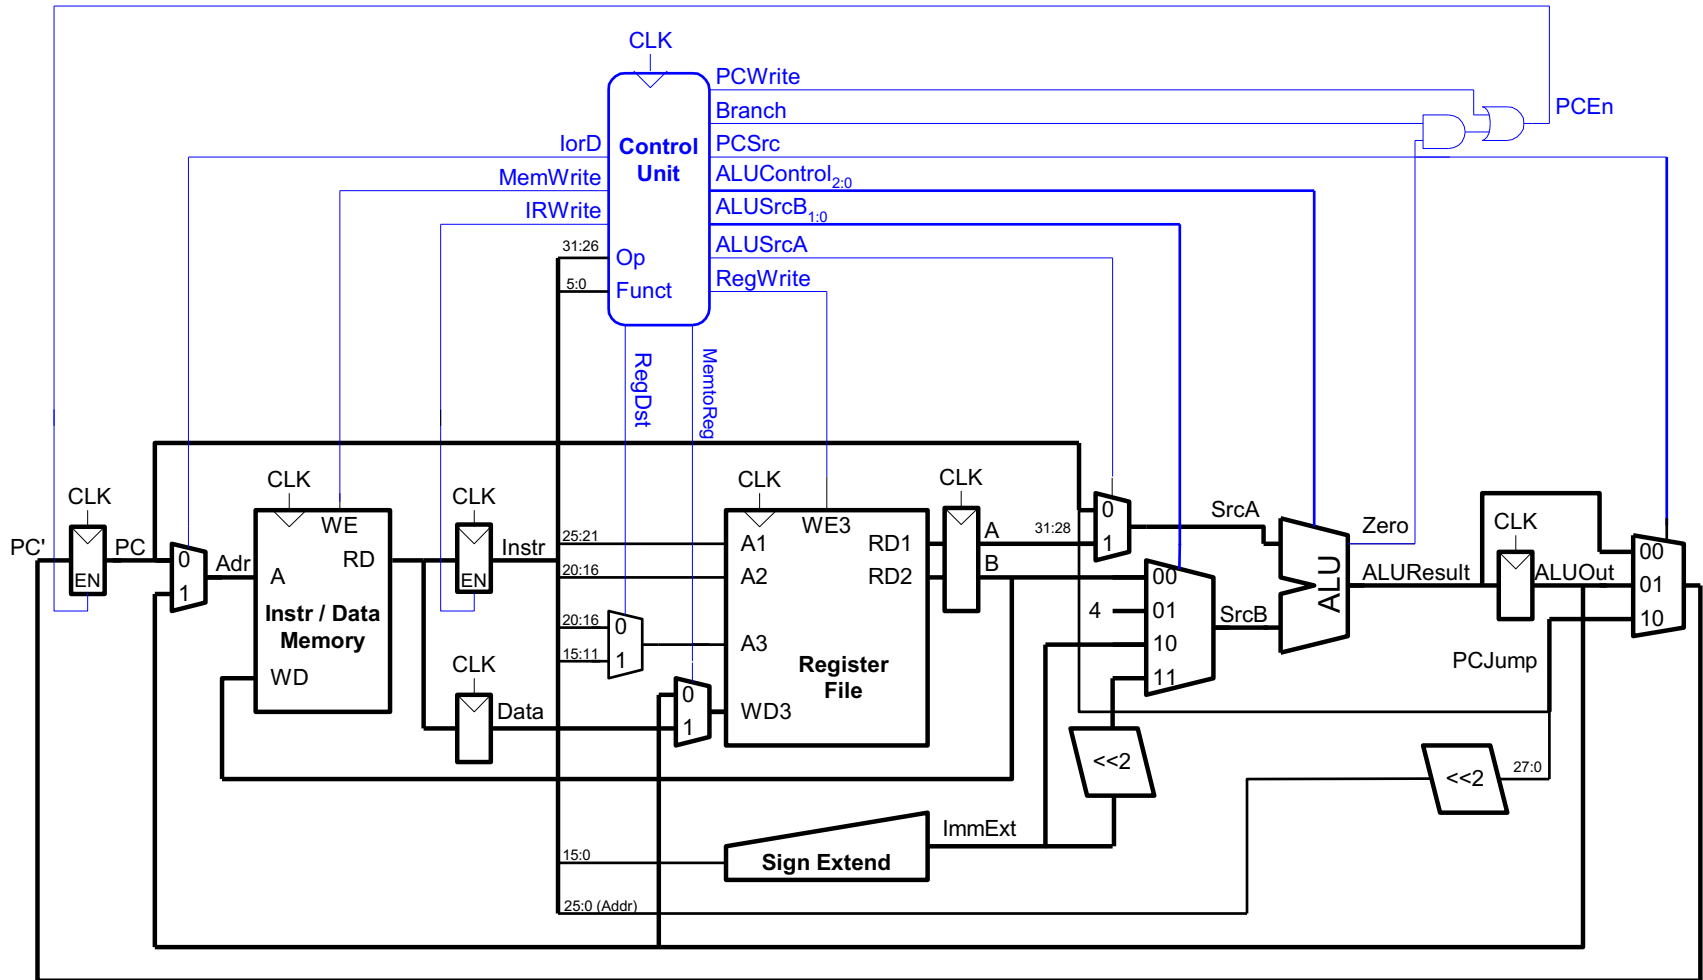 CLK
PCWrite
Branch
PCEn
IorD
Control
Unit
PCSrc
MemWrite
ALUControl2:0
IRWrite
ALUSrcB1:0
31:26
Op
ALUSrcA
5:0
Funct
RegWrite
RegDst
MemtoReg
CLK
CLK
CLK
CLK
CLK
CLK
PC'
PC
EN
0
1
Adr
WE
A
RD
Instr / Data
Memory
WD
EN
Instr
CLK
Data
25:21
20:16
20:16
15:11
0
1
0
1
A1
A2
A3
WD3
WE3
RD1
RD2
Register
File
A
B
31:28
0
1
SrcA
00
4
01
10
11
SrcB
ALU
Zero
ALUResult
ALUOut
00
01
10
PCJump
<<2
<<2
27:0
ImmExt
15:0
Sign Extend
25:0 (Addr)